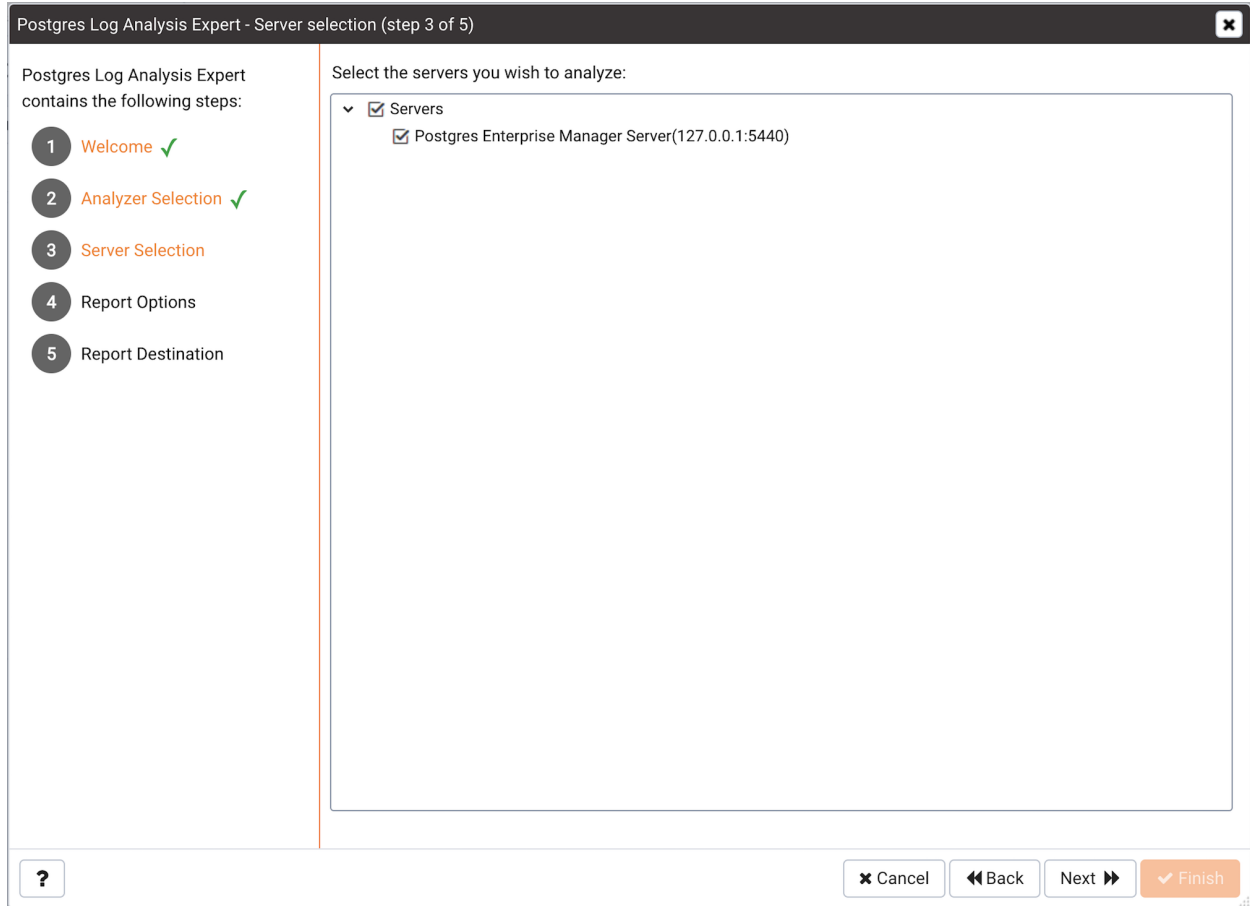 Postgres Log Analysis Expert - Server selection (step 3 of 5)
Postgres Log Analysis Expert
contains the following steps:
1 Welcome
2 Analyzer Selection
3 Server Selection
4 Report Options
5 Report Destination
Select the servers you wish to analyze:
Servers
Postgres Enterprise Manager Server(127.0.0.1:5440)
?
Cancel
Back
Next
Finish